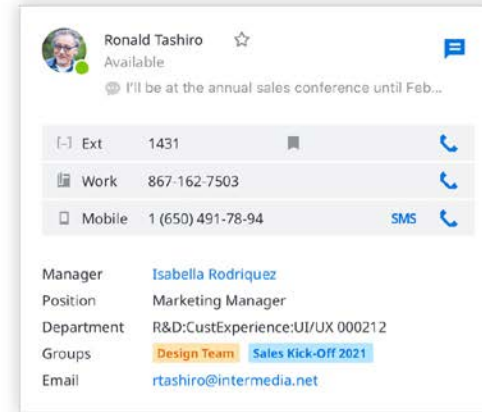 Ronald Tashiro
Available
I'll be at the annual sales conference until Feb...
[-] Ext 1431
Work 867-162-7503
Mobile 1 (650) 491-78-94 SMS
Manager Isabella Rodriquez
Position Marketing Manager
Department R&D:CustExperience:UI/UX 000212
Groups Design Team Sales Kick-Off 2021
Email rtashiro@intermedia.net